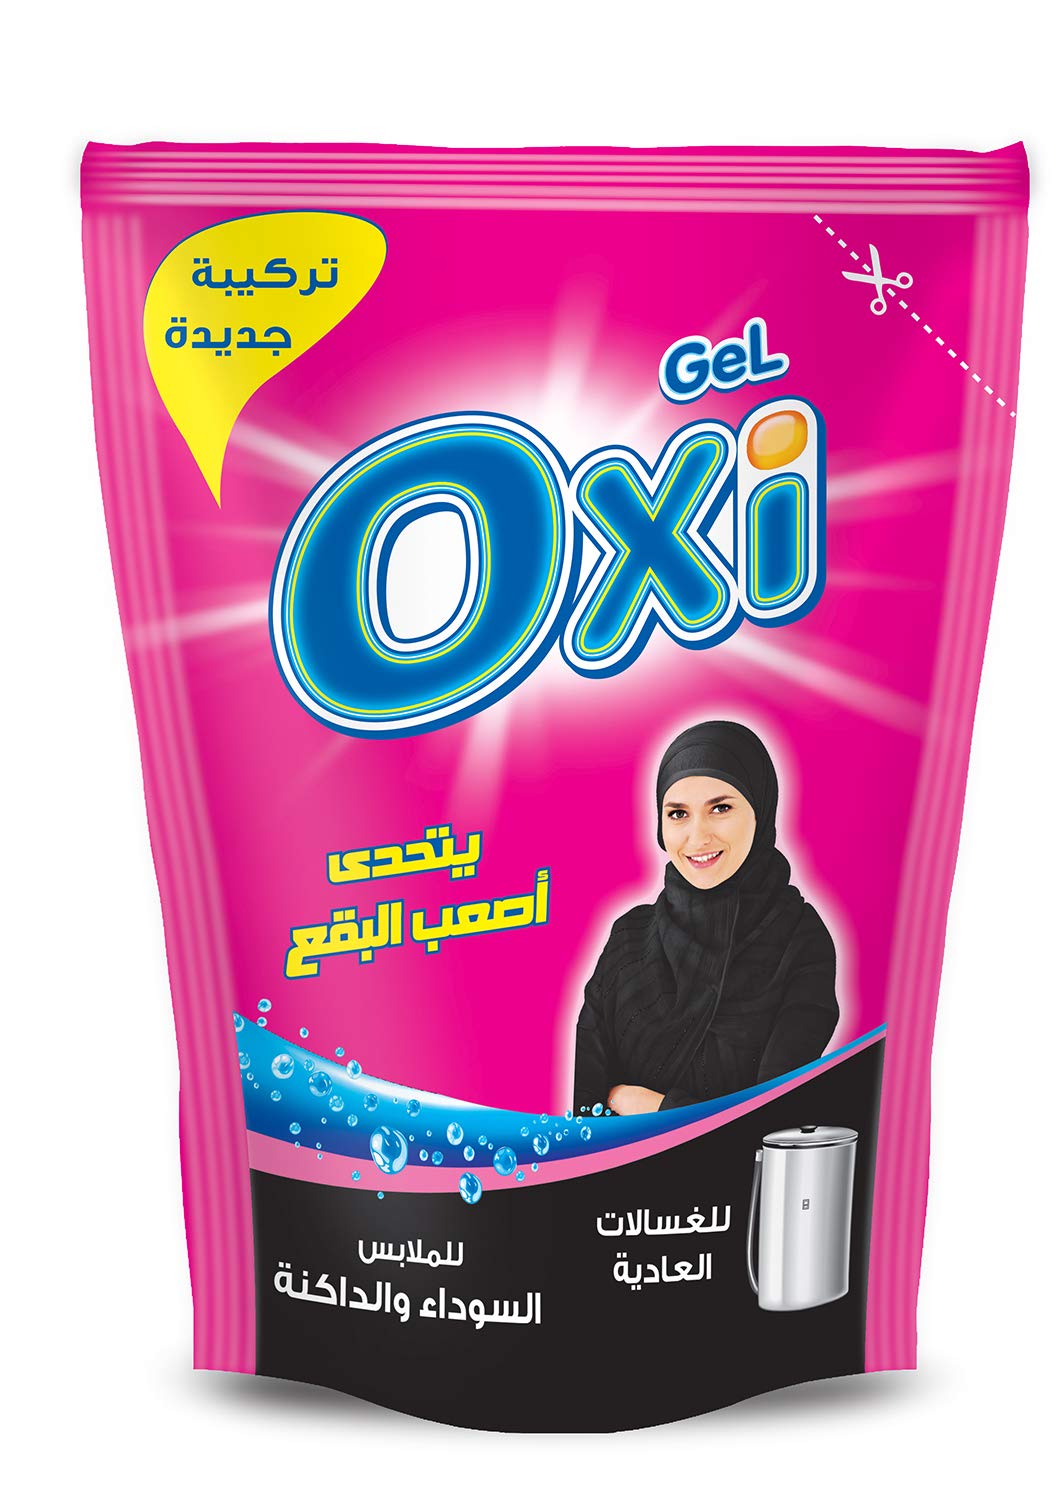 تركيبة
جديدة
GeL
Oxi
يتحدى
أصعب البقع
للغسالات
العادية
للملابس
السوداء والداكنة